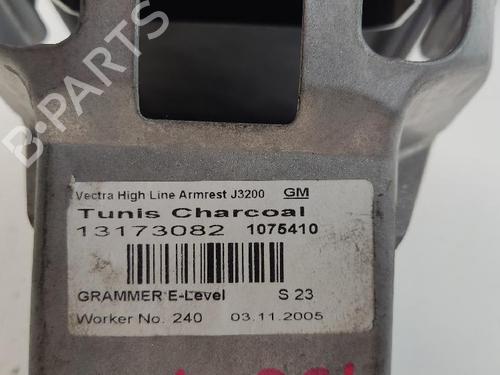 B-PARTS
Vectra High Line Armrest J3200 GM
Tunis Charcoal
13173082 1075410
GRAMMER E-Level S 23
Worker No. 240 03.11.2005